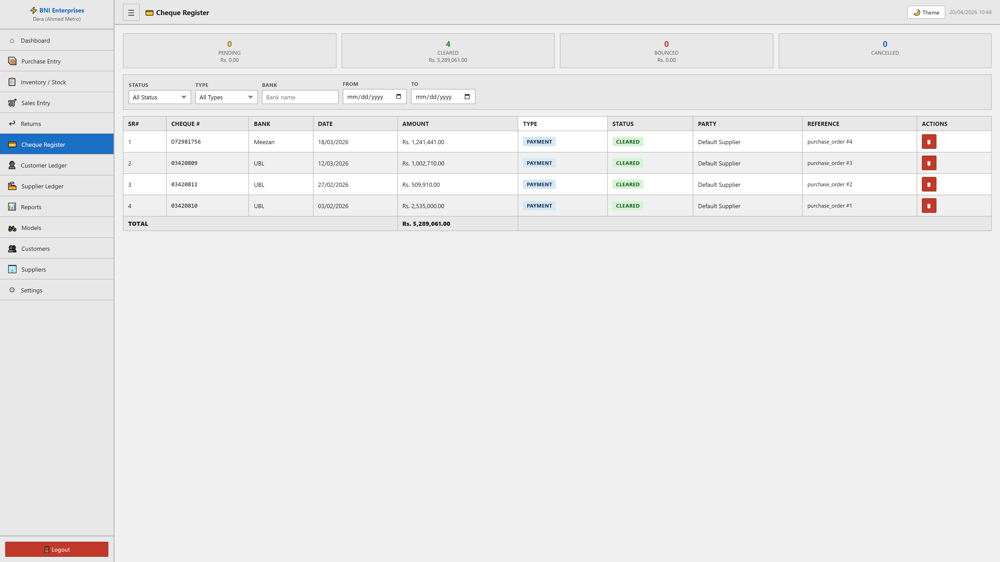 BNI Enterprises
Dera (Ahmed Metro)
Dashboard
Purchase Entry
Inventory / Stock
Sales Entry
Returns
Cheque Register
Customer Ledger
Supplier Ledger
Reports
Models
Customers
Suppliers
Settings
Logout
Cheque Register
Theme 20/04/2026 10:44
0
PENDING
Rs. 0.00
4
CLEARED
Rs. 5,289,061.00
0
BOUNCED
Rs. 0.00
0
CANCELLED
STATUS TYPE BANK FROM TO
All Status All Types Bank name mm/dd/yyyy mm/dd/yyyy
SR# CHEQUE # BANK DATE AMOUNT TYPE STATUS PARTY REFERENCE ACTIONS
1 D72981756 Meezan 18/03/2026 Rs. 1,241,441.00 PAYMENT CLEARED Default Supplier purchase_order #4
2 03420809 UBL 12/03/2026 Rs. 1,002,710.00 PAYMENT CLEARED Default Supplier purchase_order #3
3 03420811 UBL 27/02/2026 Rs. 509,910.00 PAYMENT CLEARED Default Supplier purchase_order #2
4 03420810 UBL 03/02/2026 Rs. 2,535,000.00 PAYMENT CLEARED Default Supplier purchase_order #1
TOTAL Rs. 5,289,061.00